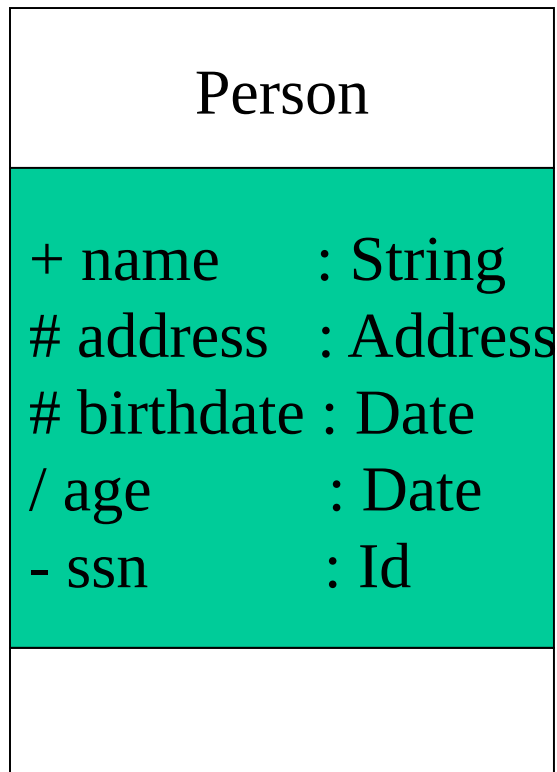 Person
+ name : String
# address : Address
# birthdate : Date
/ age : Date
- ssn : Id